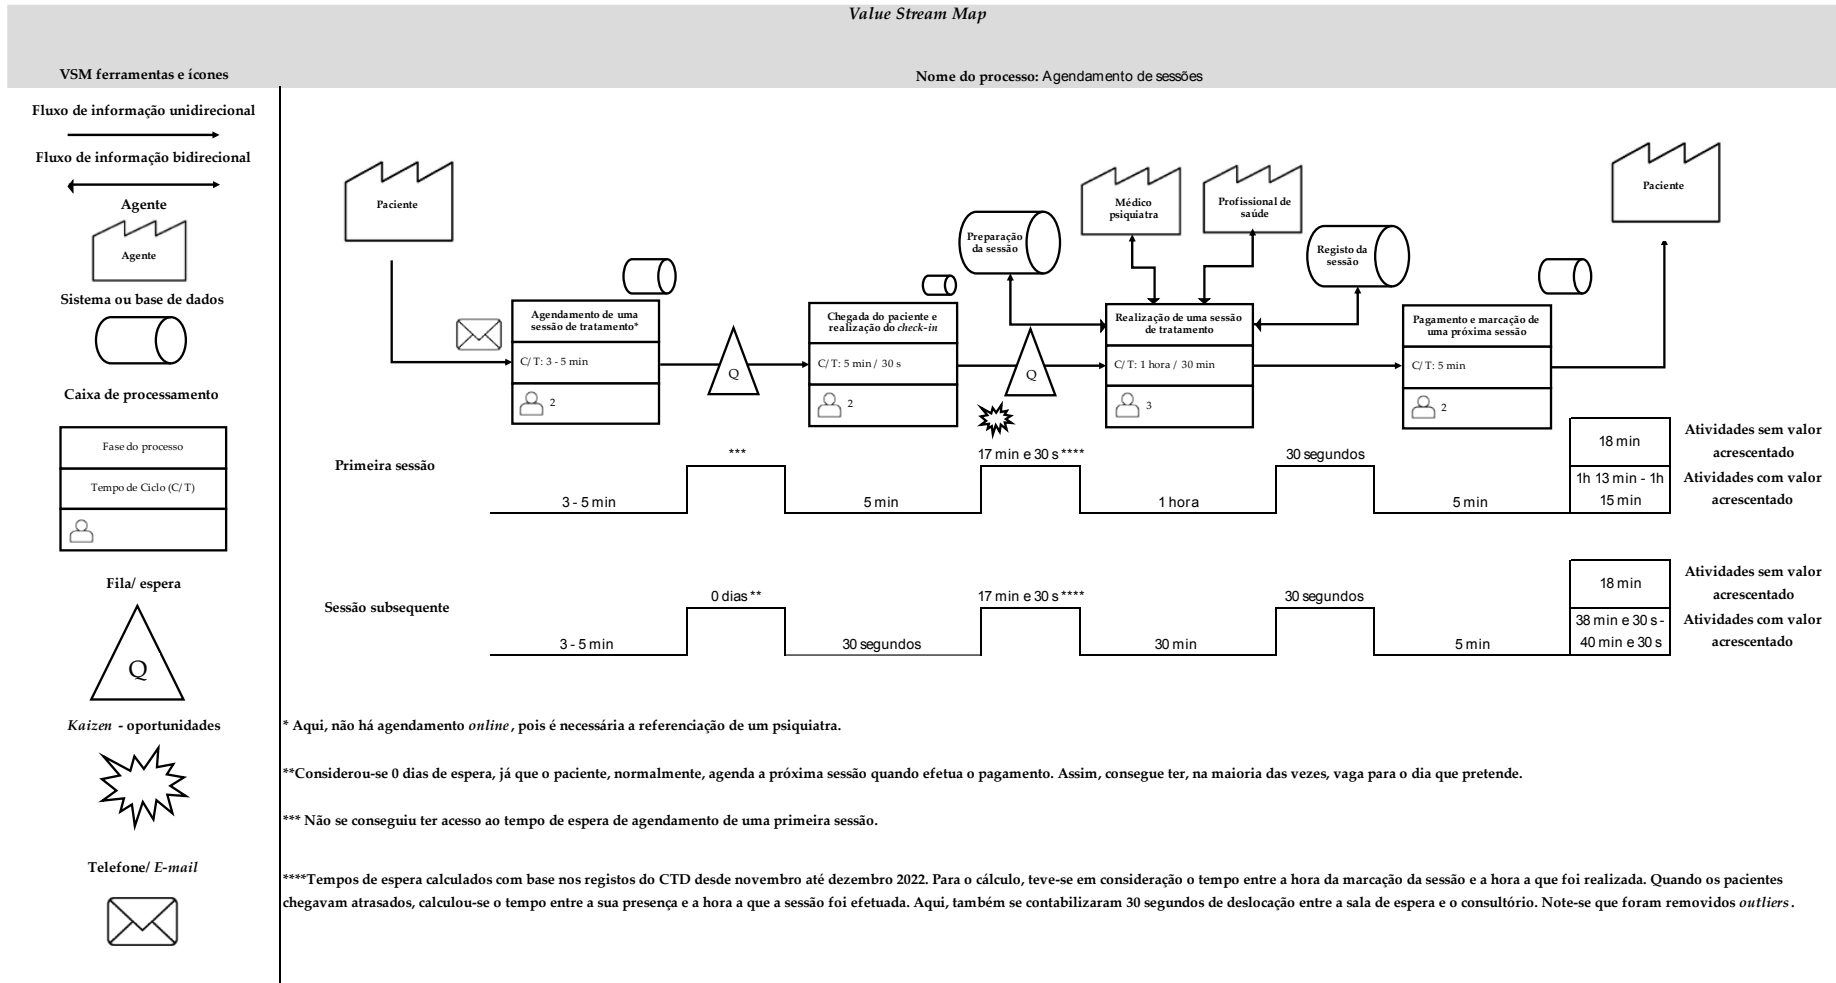 Value Stream Map
VSM ferramentas e ícones
Nome do processo: Agendamento de sessões
Fluxo de informação unidirecional
Fluxo de informação bidirecional
Agente
Agente
Sistema ou base de dados
Caixa de processamento
Fase do processo
Tempo de Ciclo (C/T)
Fila/ espera
Q
Kaizen - oportunidades
Telefone/ E-mail
Paciente
Agendamento de uma
sessão de tratamento*
C/T: 3 - 5 min
2
Q
Chegada do paciente e
realização do check-in
C/T: 5 min / 30 s
2
Preparação
da sessão
Q
Médico
psiquiatra
Profissional de
saúde
Realização de uma sessão
de tratamento
C/T: 1 hora / 30 min
3
Registo da
sessão
Pagamento e marcação de
uma próxima sessão
C/T: 5 min
2
Paciente
Primeira sessão
3 - 5 min
***
5 min
17 min e 30 s ****
1 hora
30 segundos
5 min
18 min
Atividades sem valor
acrescentado
1h 13 min - 1h
15 min
Atividades com valor
acrescentado
Sessão subsequente
3 - 5 min
0 dias **
30 segundos
17 min e 30 s ****
30 min
30 segundos
5 min
18 min
Atividades sem valor
acrescentado
38 min e 30 s -
40 min e 30 s
Atividades com valor
acrescentado
* Aqui, não há agendamento online, pois é necessária a referenciação de um psiquiatra.
**Considerou-se 0 dias de espera, já que o paciente, normalmente, agenda a próxima sessão quando efetua o pagamento. Assim, consegue ter, na maioria das vezes, vaga para o dia que pretende.
*** Não se conseguiu ter acesso ao tempo de espera de agendamento de uma primeira sessão.
****Tempos de espera calculados com base nos registos do CTD desde novembro até dezembro 2022. Para o cálculo, teve-se em consideração o tempo entre a hora da marcação da sessão e a hora a que foi realizada. Quando os pacientes
chegavam atrasados, calculou-se o tempo entre a sua presença e a hora a que a sessão foi efetuada. Aqui, também se contabilizaram 30 segundos de deslocação entre a sala de espera e o consultório. Note-se que foram removidos outliers.